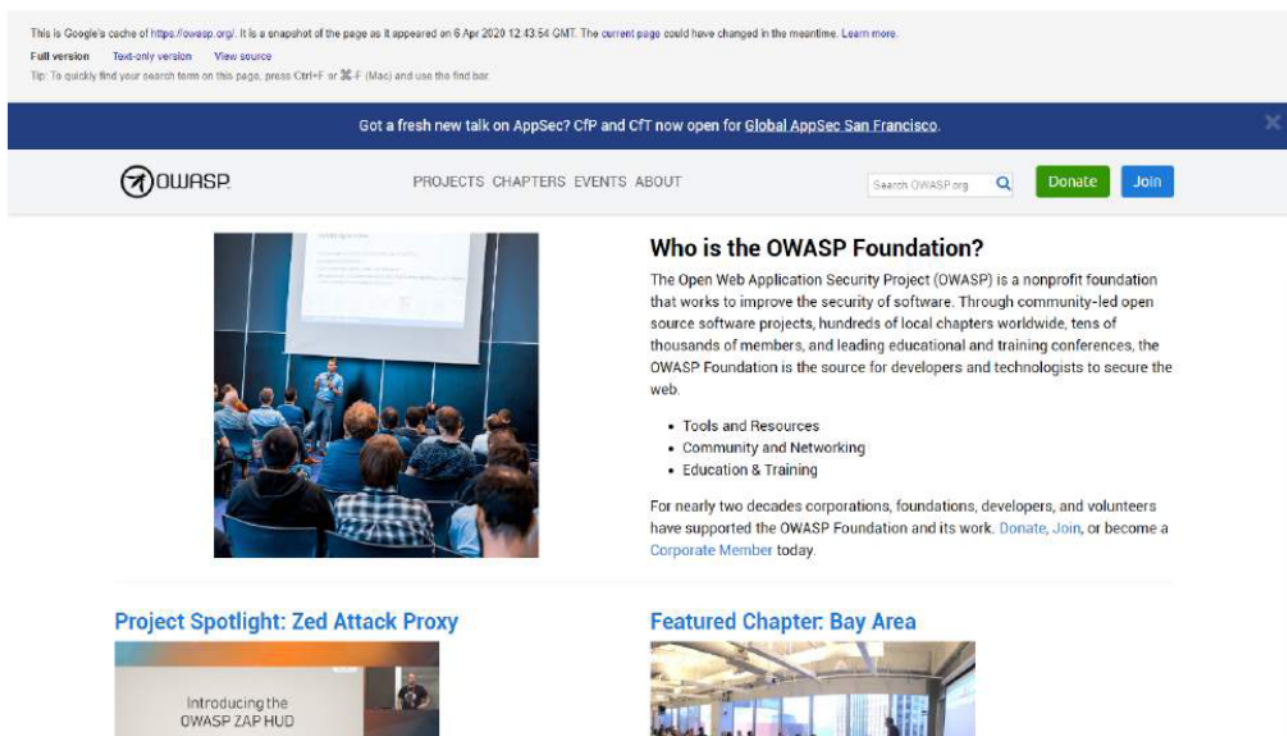 This is Google's cache of https://owasp.org/. It is a snapshot of the page as it appeared on 6 Apr 2020 12:43:54 GMT. The current page could have changed in the meantime. Learn more.
Full version Text-only version View source
Tip: To quickly find your search term on this page, press Ctrl+F or ⌘-F (Mac) and use the find bar.
Got a fresh new talk on AppSec? CfP and CfT now open for Global AppSec San Francisco.
OWASP
PROJECTS CHAPTERS EVENTS ABOUT
Search OWASP.org
Donate
Join
Who is the OWASP Foundation?
The Open Web Application Security Project (OWASP) is a nonprofit foundation
that works to improve the security of software. Through community-led open
source software projects, hundreds of local chapters worldwide, tens of
thousands of members, and leading educational and training conferences, the
OWASP Foundation is the source for developers and technologists to secure the
web.
• Tools and Resources
• Community and Networking
• Education & Training
For nearly two decades corporations, foundations, developers, and volunteers
have supported the OWASP Foundation and its work. Donate, Join, or become a
Corporate Member today.
Project Spotlight: Zed Attack Proxy
Introducing the
OWASP ZAP HUD
Featured Chapter: Bay Area